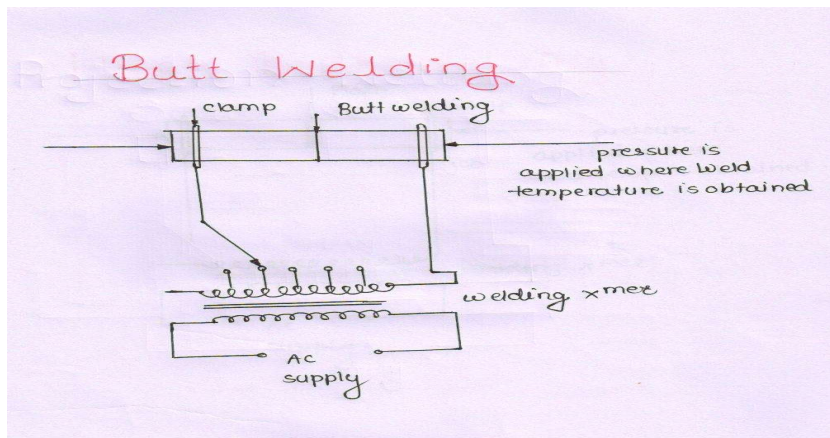 Butt Welding
clamp
Butt welding
pressure is
applied where Weld
temperature is obtained
welding xmer
AC
supply